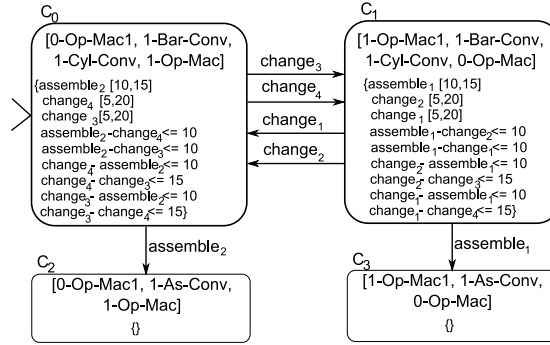 C0
[0-Op-Mac1, 1-Bar-Conv,
1-Cyl-Conv, 1-Op-Mac]
{assemble2 [10,15]
change4 [5,20]
change3[5,20]
assemble2-change4<= 10
assemble2-change3<= 10
change4- assemble2<= 10
change4- change3<= 15
change3- assemble2<= 10
change3- change4<= 15}
change3
change4
change1
change2
C1
[1-Op-Mac1, 1-Bar-Conv,
1-Cyl-Conv, 0-Op-Mac]
{assemble1 [10,15]
change2 [5,20]
change1 [5,20]
assemble1-change2<= 10
assemble1-change1<= 10
change2- assemble1<= 10
change2- change3<= 15
change1- assemble1<= 10
change1- change4<= 15}
assemble2
assemble1
C2
[0-Op-Mac1, 1-As-Conv,
1-Op-Mac]
{}
C3
[1-Op-Mac1, 1-As-Conv,
0-Op-Mac]
{}